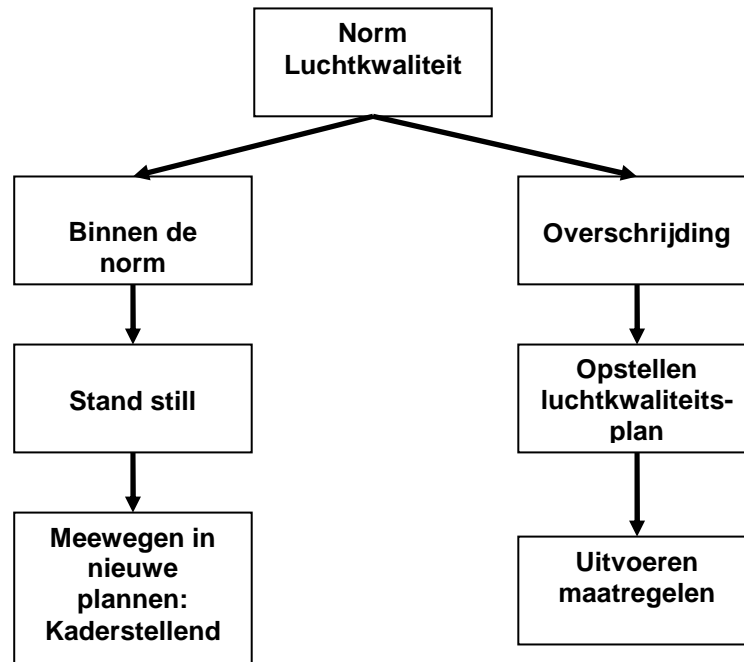 Norm
Luchtkwaliteit
Binnen de
norm
Overschrijding
Stand still
Opstellen
luchtkwaliteits-
plan
Meewegen in
nieuwe
plannen:
Kaderstellend
Uitvoeren
maatregelen